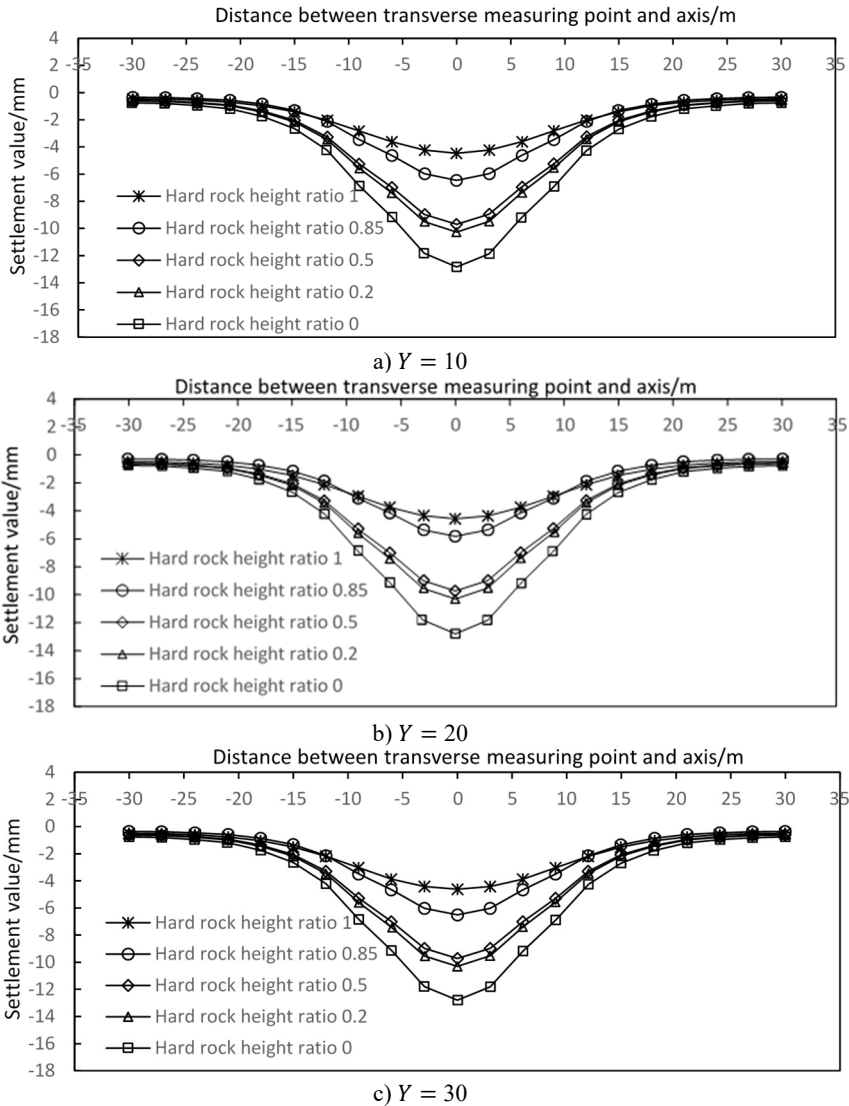 Distance between transverse measuring point and axis/m
4
2
-35 -30 -25 -20 -15 -10 -5 0 5 10 15 20 25 30 35
0
-2
-4
-6
-8
-10
-12
-14
-16
-18
Settlement value/mm
Hard rock height ratio 1
Hard rock height ratio 0.85
Hard rock height ratio 0.5
Hard rock height ratio 0.2
Hard rock height ratio 0
a) Y = 10
Distance between transverse measuring point and axis/m
4
2
-35 -30 -25 -20 -15 -10 -5 0 5 10 15 20 25 30 35
0
-2
-4
-6
-8
-10
-12
-14
-16
-18
Settlement value/mm
Hard rock height ratio 1
Hard rock height ratio 0.85
Hard rock height ratio 0.5
Hard rock height ratio 0.2
Hard rock height ratio 0
b) Y = 20
Distance between transverse measuring point and axis/m
4
2
-35 -30 -25 -20 -15 -10 -5 0 5 10 15 20 25 30 35
0
-2
-4
-6
-8
-10
-12
-14
-16
-18
Settlement value/mm
Hard rock height ratio 1
Hard rock height ratio 0.85
Hard rock height ratio 0.5
Hard rock height ratio 0.2
Hard rock height ratio 0
c) Y = 30